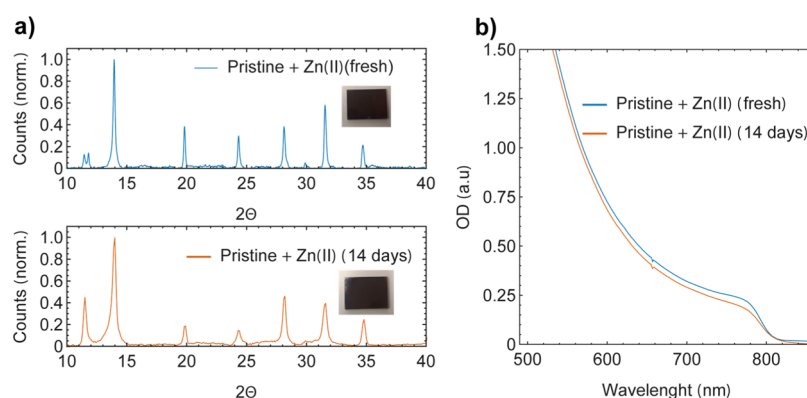 a)
Counts (norm.)
1.0
0.8
0.6
0.4
0.2
0
Pristine + Zn(II)(fresh)
10 15 20 25 30 35 40
2Θ
Counts (norm.)
1.0
0.8
0.6
0.4
0.2
0
Pristine + Zn(II) (14 days)
10 15 20 25 30 35 40
2Θ
b)
OD (a.u)
1.50
1.25
1.00
0.75
0.50
0.25
0
Pristine + Zn(II) (fresh)
Pristine + Zn(II) (14 days)
500 600 700 800
Wavelenght (nm)